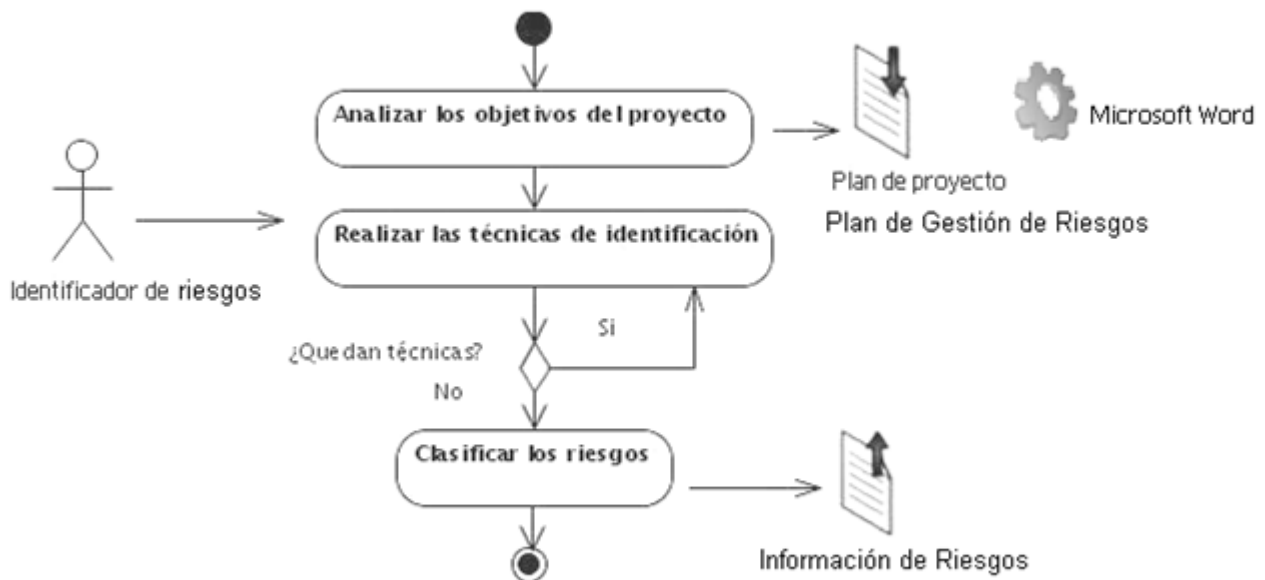 Analizar los objetivos del proyecto
Microsoft Word
Plan de proyecto
Plan de Gestión de Riesgos
Realizar las técnicas de identificación
Identificador de riesgos
Si
¿Quedan técnicas?
No
Clasificar los riesgos
Información de Riesgos